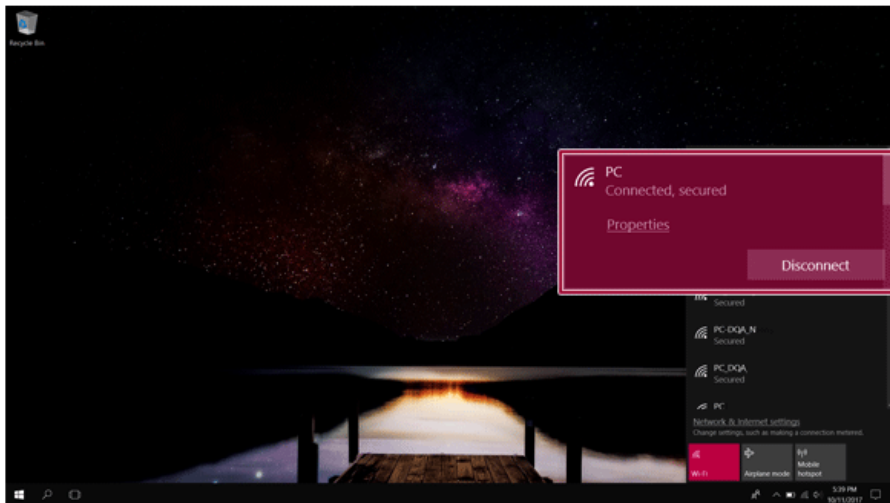 Recycle Bin
PC
Connected, secured
Properties
Disconnect
Secured
PC-DQA_N
Secured
PC_DQA
Secured
PC
Network & Internet settings
Change settings, such as making a connection metered.
Wi-Fi
Airplane mode
Mobile
hotspot
5:39 PM
10/11/2017